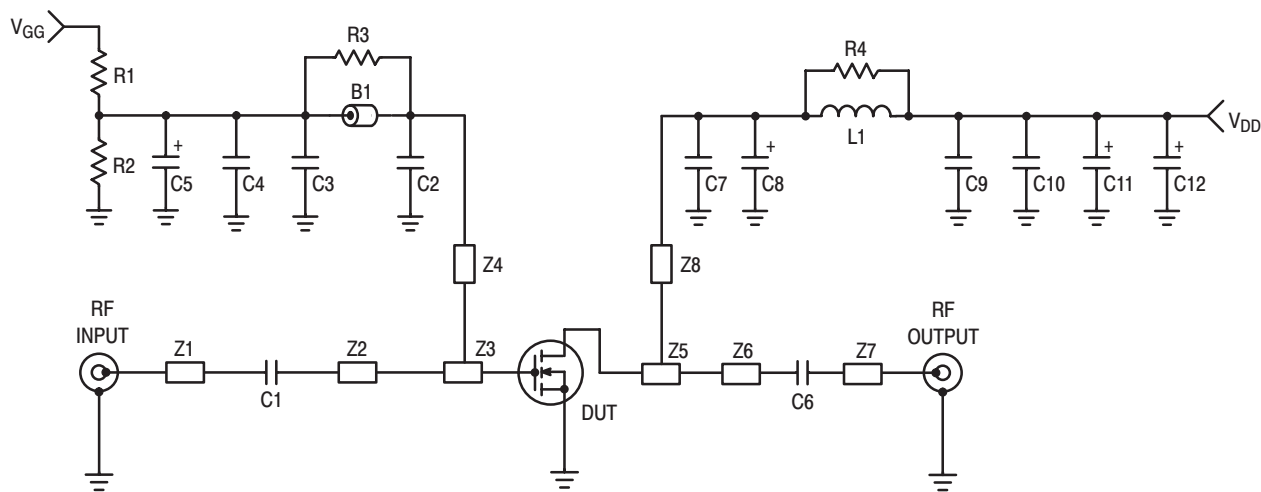 VGG
R1
R2
R3
B1
+
C5
C4
C3
C2
Z4
R4
L1
VDD
C7
+
C8
C9
C10
+
C11
+
C12
Z8
RF
INPUT
Z1
C1
Z2
Z3
DUT
Z5
Z6
C6
Z7
RF
OUTPUT